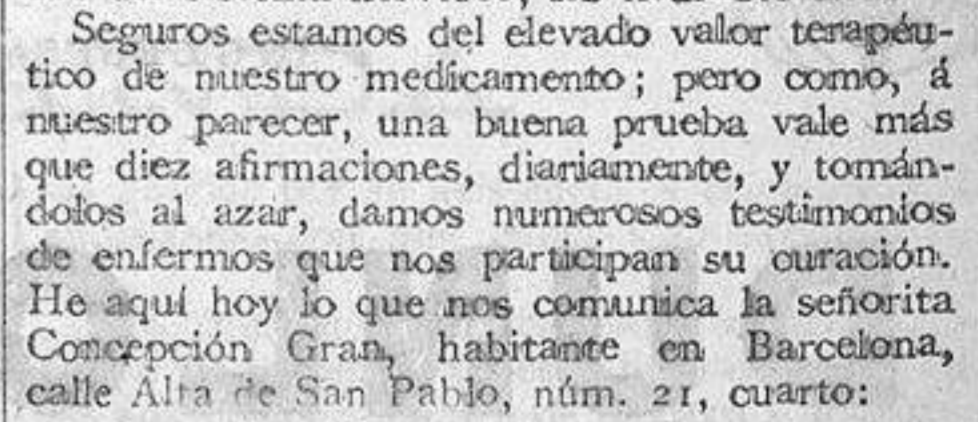 Seguros estamos del elevado valor terapéu-
tico de nuestro medicamento; pero como, á
nuestro parecer, una buena prueba vale más
que diez afirmaciones, diariamente, y tomán-
dolos al azar, damos numerosos testimonios
de enfermos que nos participan su curación.
He aquí hoy lo que nos comunica la señorita
Concepción Gran, habitante en Barcelona,
calle Alta de San Pablo, núm. 21, cuarto: